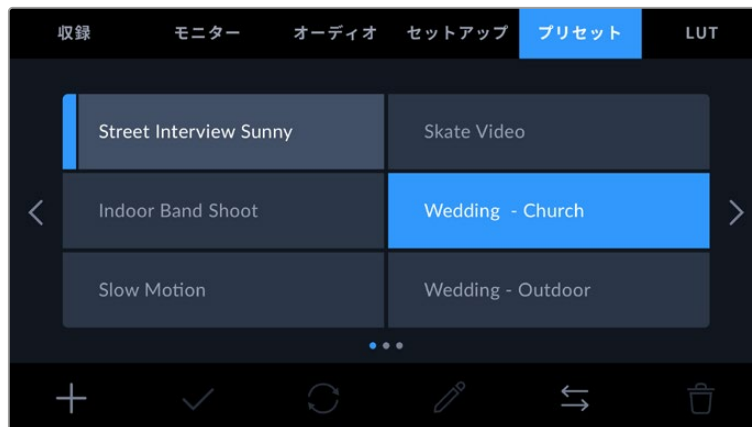 収録 モニター オーディオ セットアップ プリセット LUT
Street Interview Sunny Skate Video
Indoor Band Shoot Wedding - Church
Slow Motion Wedding - Outdoor